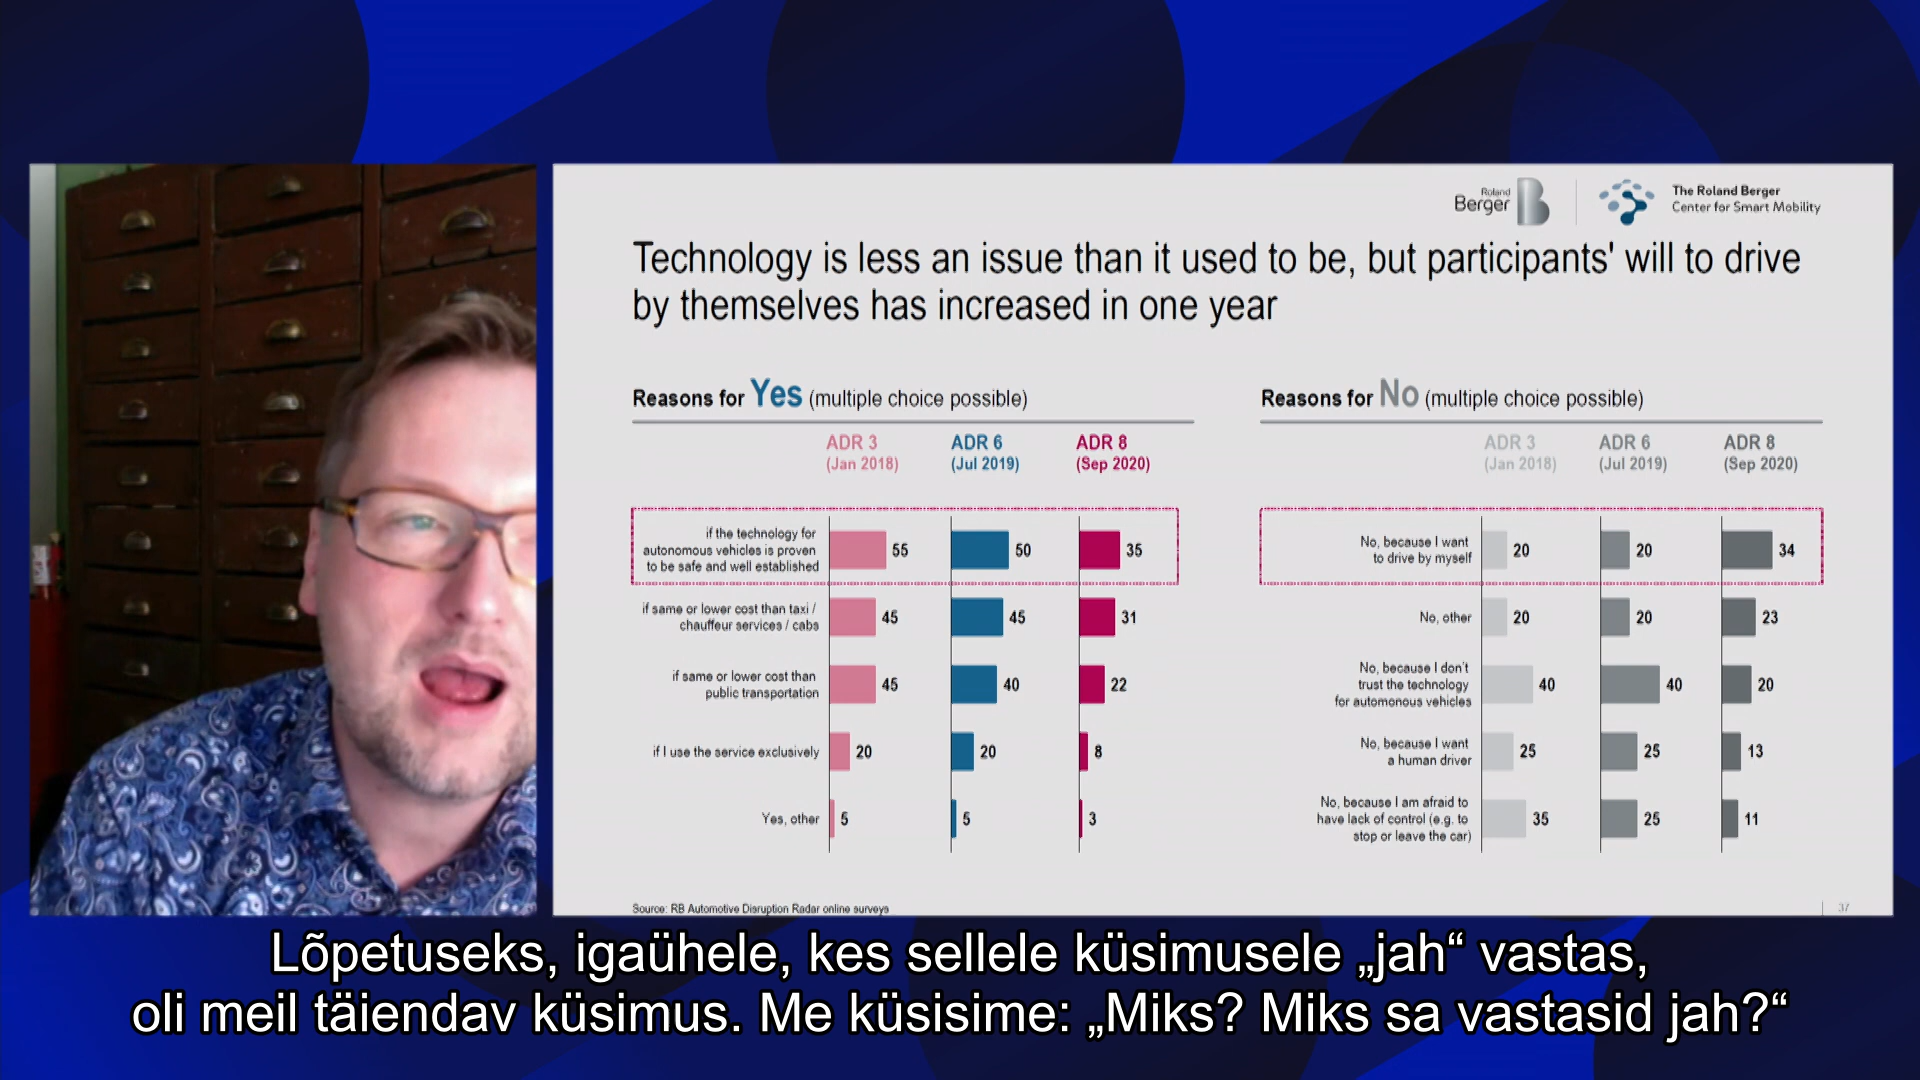 Roland
Berger
The Roland Berger
Center for Smart Mobility
Technology is less an issue than it used to be, but participants' will to drive
by themselves has increased in one year
Reasons for Yes (multiple choice possible)
ADR 3 ADR 6 ADR 8
(Jan 2018) (Jul 2019) (Sep 2020)
if the technology for
autonomous vehicles is proven
to be safe and well established
55 50 35
if same or lower cost than taxi /
chauffeur services / cabs
45 45 31
if same or lower cost than
public transportation
45 40 22
if I use the service exclusively
20 20 8
Yes, other
5 5 3
Reasons for No (multiple choice possible)
ADR 3 ADR 6 ADR 8
(Jan 2018) (Jul 2019) (Sep 2020)
No, because I want
to drive by myself
20 20 34
No, other
20 20 23
No, because I don't
trust the technology
for automonous vehicles
40 40 20
No, because I want
a human driver
25 25 13
No, because I am afraid to
have lack of control (e.g. to
stop or leave the car)
35 25 11
Source: RB Automotive Disruption Radar online surveys
37
Lõpetuseks, igaühele, kes sellele küsimusele „jah“ vastas,
oli meil täiendav küsimus. Me küsisime: „Miks? Miks sa vastasid jah?“